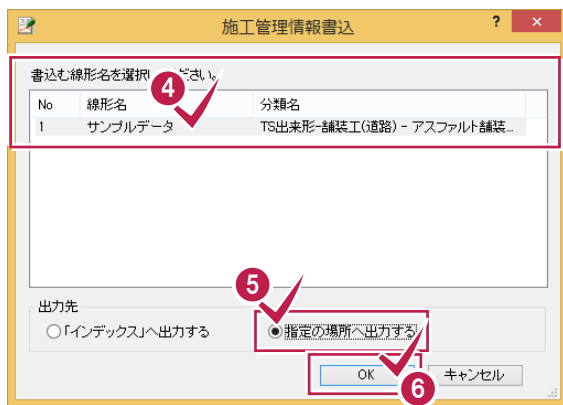 施工管理情報書込
? ×
書込む線形名を選択してください。
4
No 線形名 分類名
1 サンプルデータ TS出来形-舗装工(道路) - アスファルト舗装...
5
出力先
「インデックス」へ出力する 指定の場所へ出力する
OK キャンセル
6